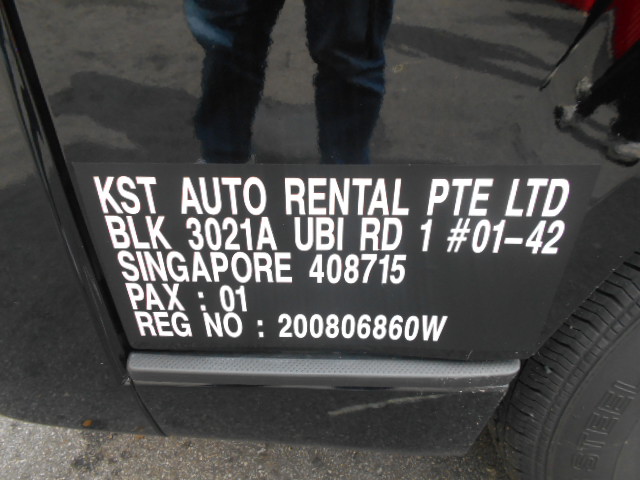 KST AUTO RENTAL PTE LTD
BLK 3021A UBI RD 1 #01-42
SINGAPORE 408715
PAX : 01
REG NO : 200806860W
STEEL